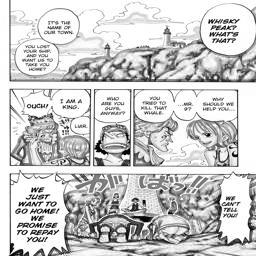 WHISKY
PEAK?
WHAT'S
THAT?
IT'S THE
NAME OF
OUR TOWN.
YOU LOST
YOUR SHIP,
AND YOU
WANT US TO
TAKE YOU
HOME?
WHY
SHOULD WE
HELP YOU...
...MR.
9?
YOU
TRIED TO
KILL THAT
WHALE.
WHO
ARE YOU
GUYS,
ANYWAY?
I AM A
KING.
LIAR.
OUCH!
WE
CAN'T
TELL
YOU!
WE
JUST
WANT TO
GO HOME!
WE
PROMISE
TO REPAY
YOU!